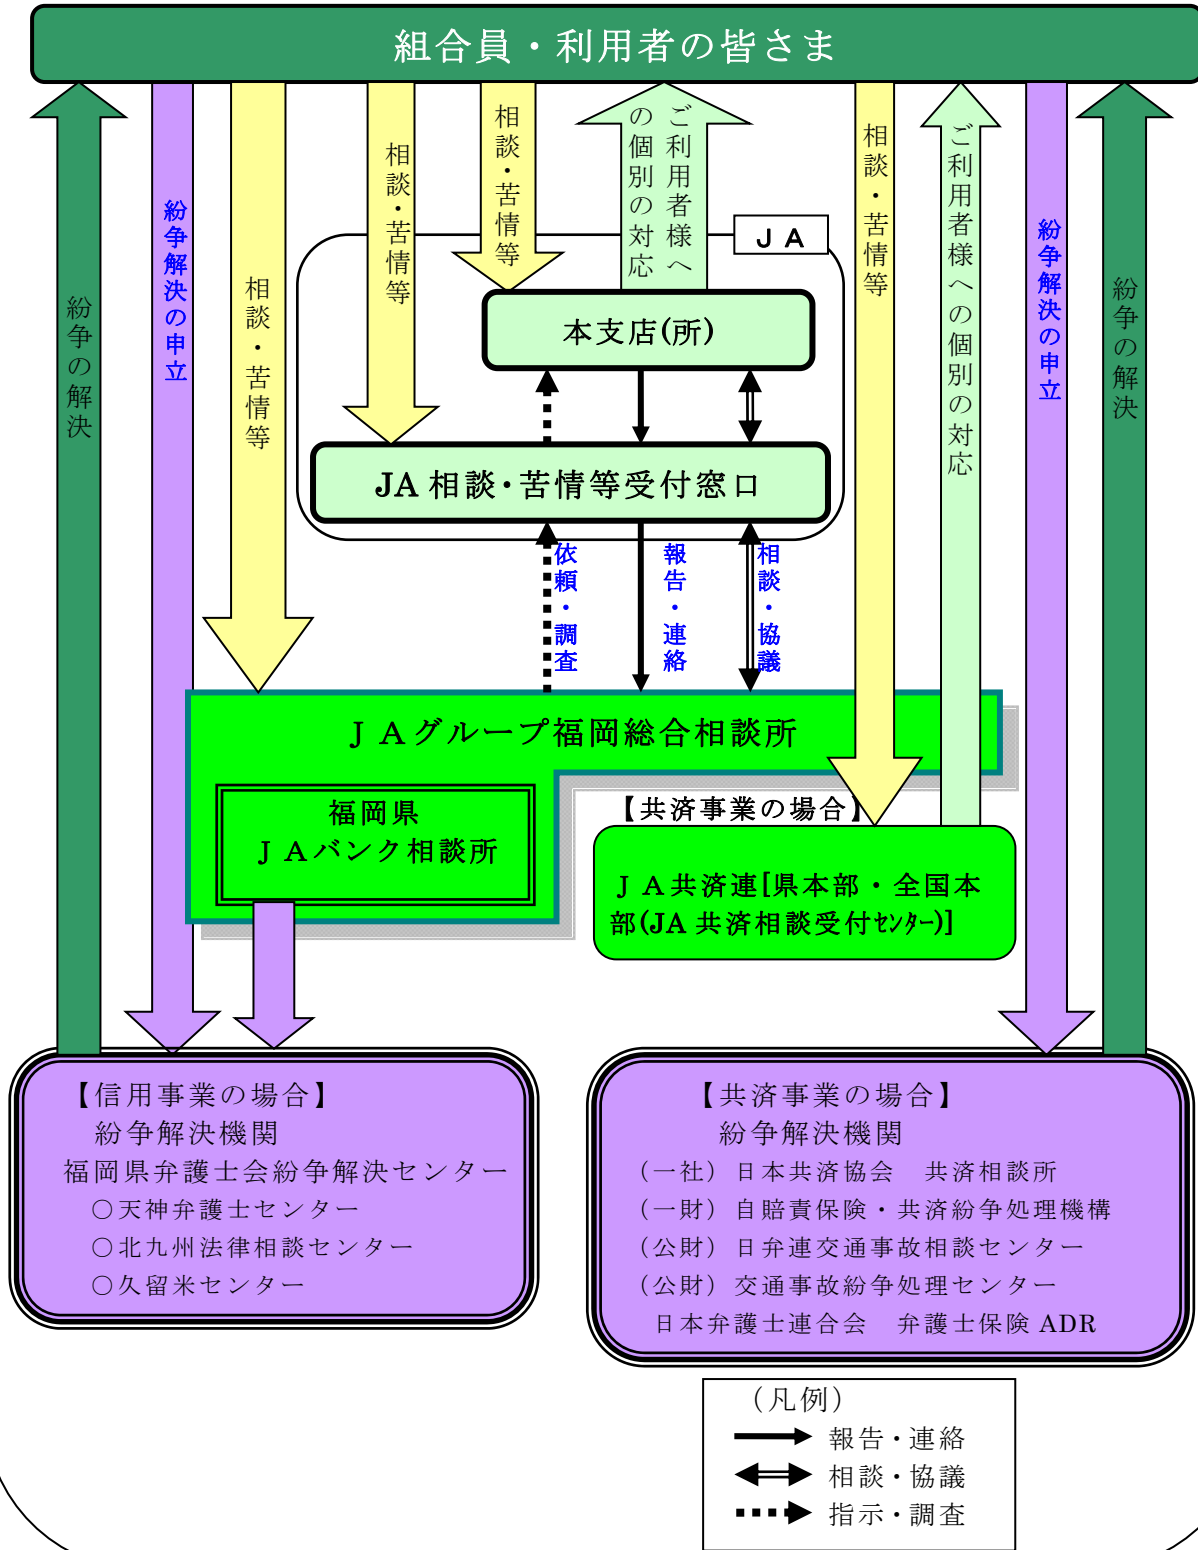 組合員・利用者の皆さま
紛争の解決
紛争解決の申立
相談・苦情等
相談・苦情等
相談・苦情等
ご利用者様へ
の個別の対応
相談・苦情等
ご利用者様への個別の対応
紛争解決の申立
紛争の解決
ＪＡ
本支店(所)
JA相談・苦情等受付窓口
依頼・調査
報告・連絡
相談・協議
ＪＡグループ福岡総合相談所
福岡県
ＪＡバンク相談所
【共済事業の場合】
ＪＡ共済連[県本部・全国本
部(JA共済相談受付ｾﾝﾀｰ)]
【信用事業の場合】
紛争解決機関
福岡県弁護士会紛争解決センター
○天神弁護士センター
○北九州法律相談センター
○久留米センター
【共済事業の場合】
紛争解決機関
（一社）日本共済協会　共済相談所
（一財）自賠責保険・共済紛争処理機構
（公財）日弁連交通事故相談センター
（公財）交通事故紛争処理センター
日本弁護士連合会　弁護士保険ADR
（凡例）
報告・連絡
相談・協議
指示・調査